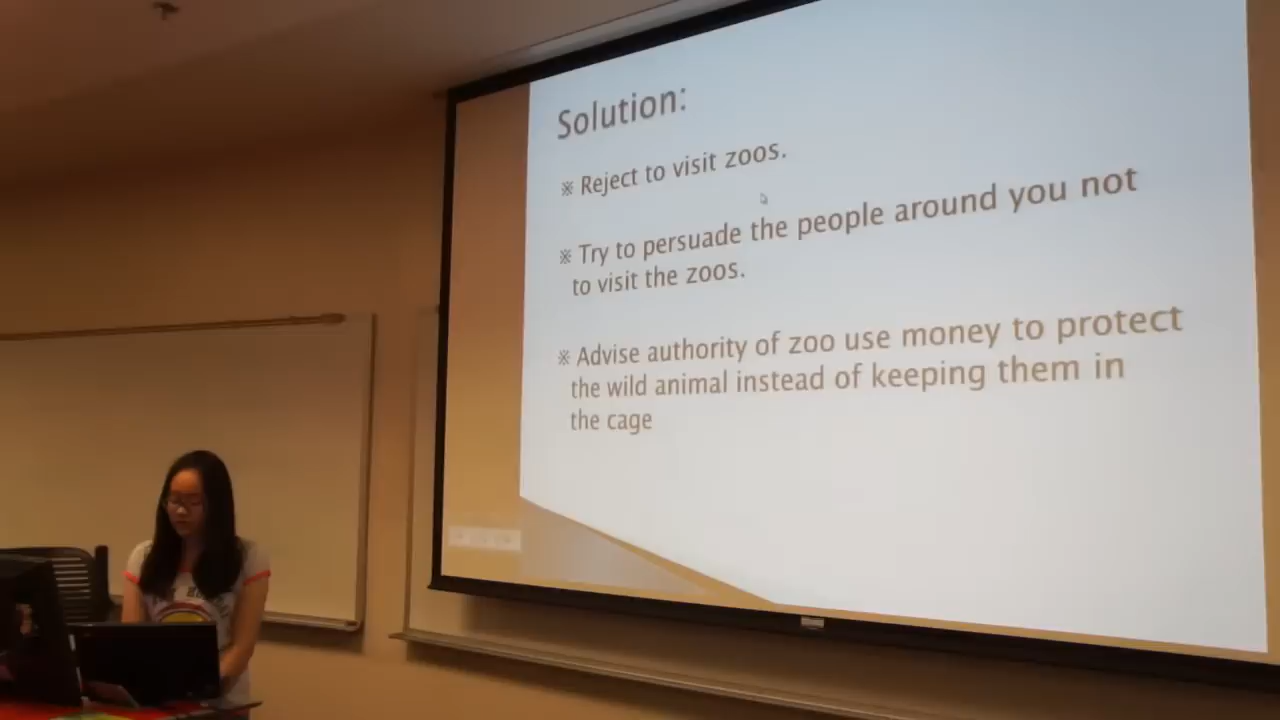 Solution:
※ Reject to visit zoos.
※ Try to persuade the people around you not
to visit the zoos.
※ Advise authority of zoo use money to protect
the wild animal instead of keeping them in
the cage